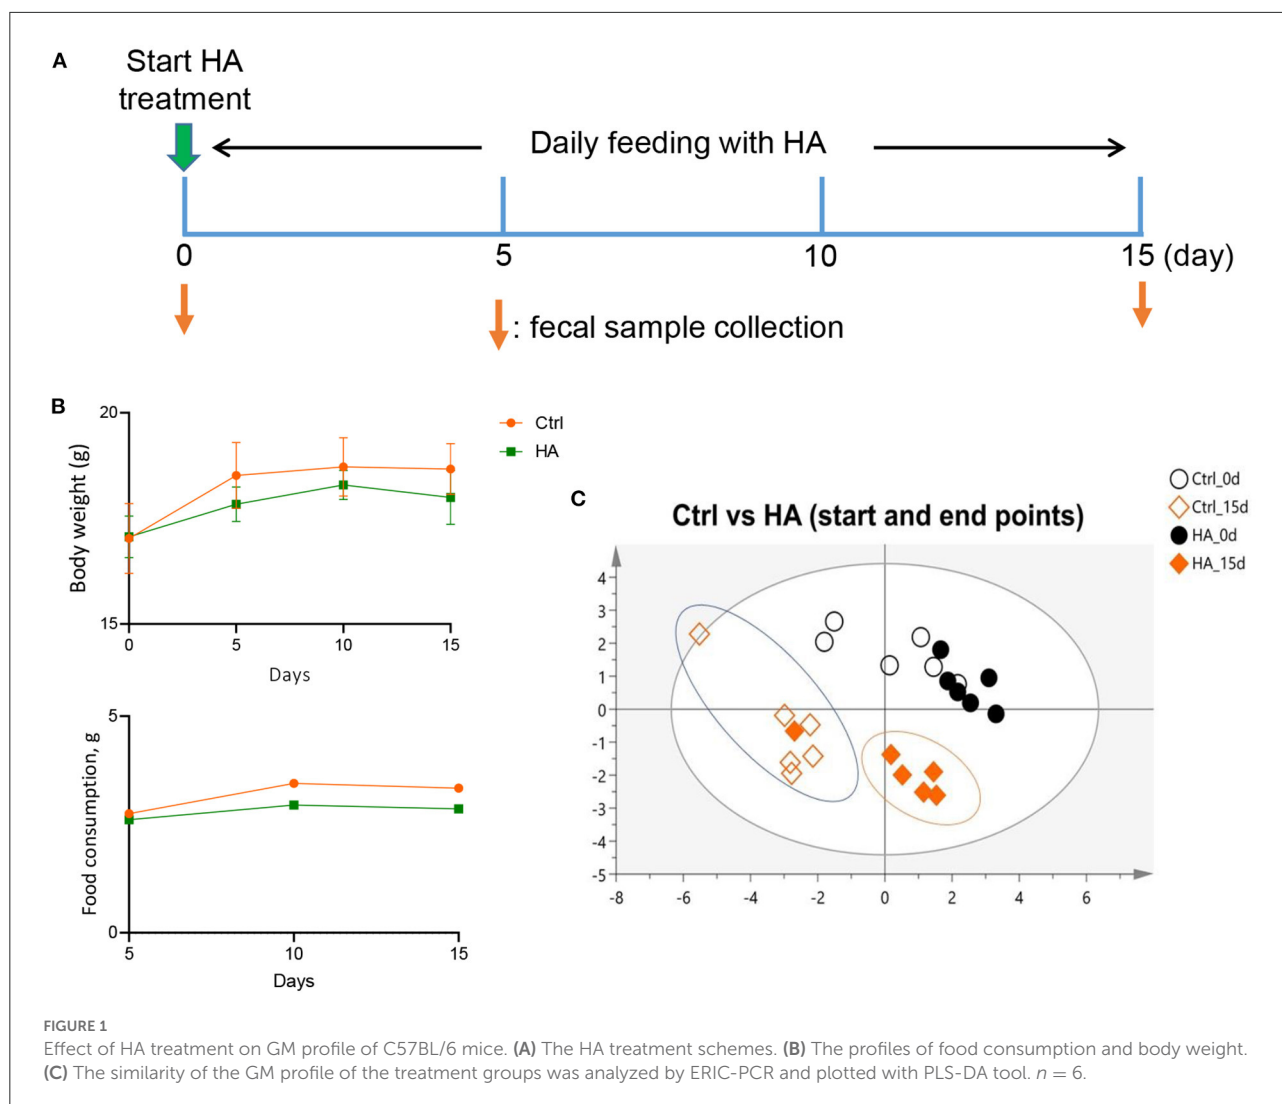 A
Start HA
treatment
Daily feeding with HA
0 5 10 15 (day)
: fecal sample collection
B
Ctrl
HA
Body weight (g)
20
15
0 5 10 15
Days
Food consumption, g
5
0
5 10 15
Days
C
Ctrl vs HA (start and end points)
Ctrl_0d
Ctrl_15d
HA_0d
HA_15d
4
3
2
1
0
-1
-2
-3
-4
-5
-8 -6 -4 -2 0 2 4 6
FIGURE 1
Effect of HA treatment on GM profile of C57BL/6 mice. (A) The HA treatment schemes. (B) The profiles of food consumption and body weight.
(C) The similarity of the GM profile of the treatment groups was analyzed by ERIC-PCR and plotted with PLS-DA tool. n = 6.